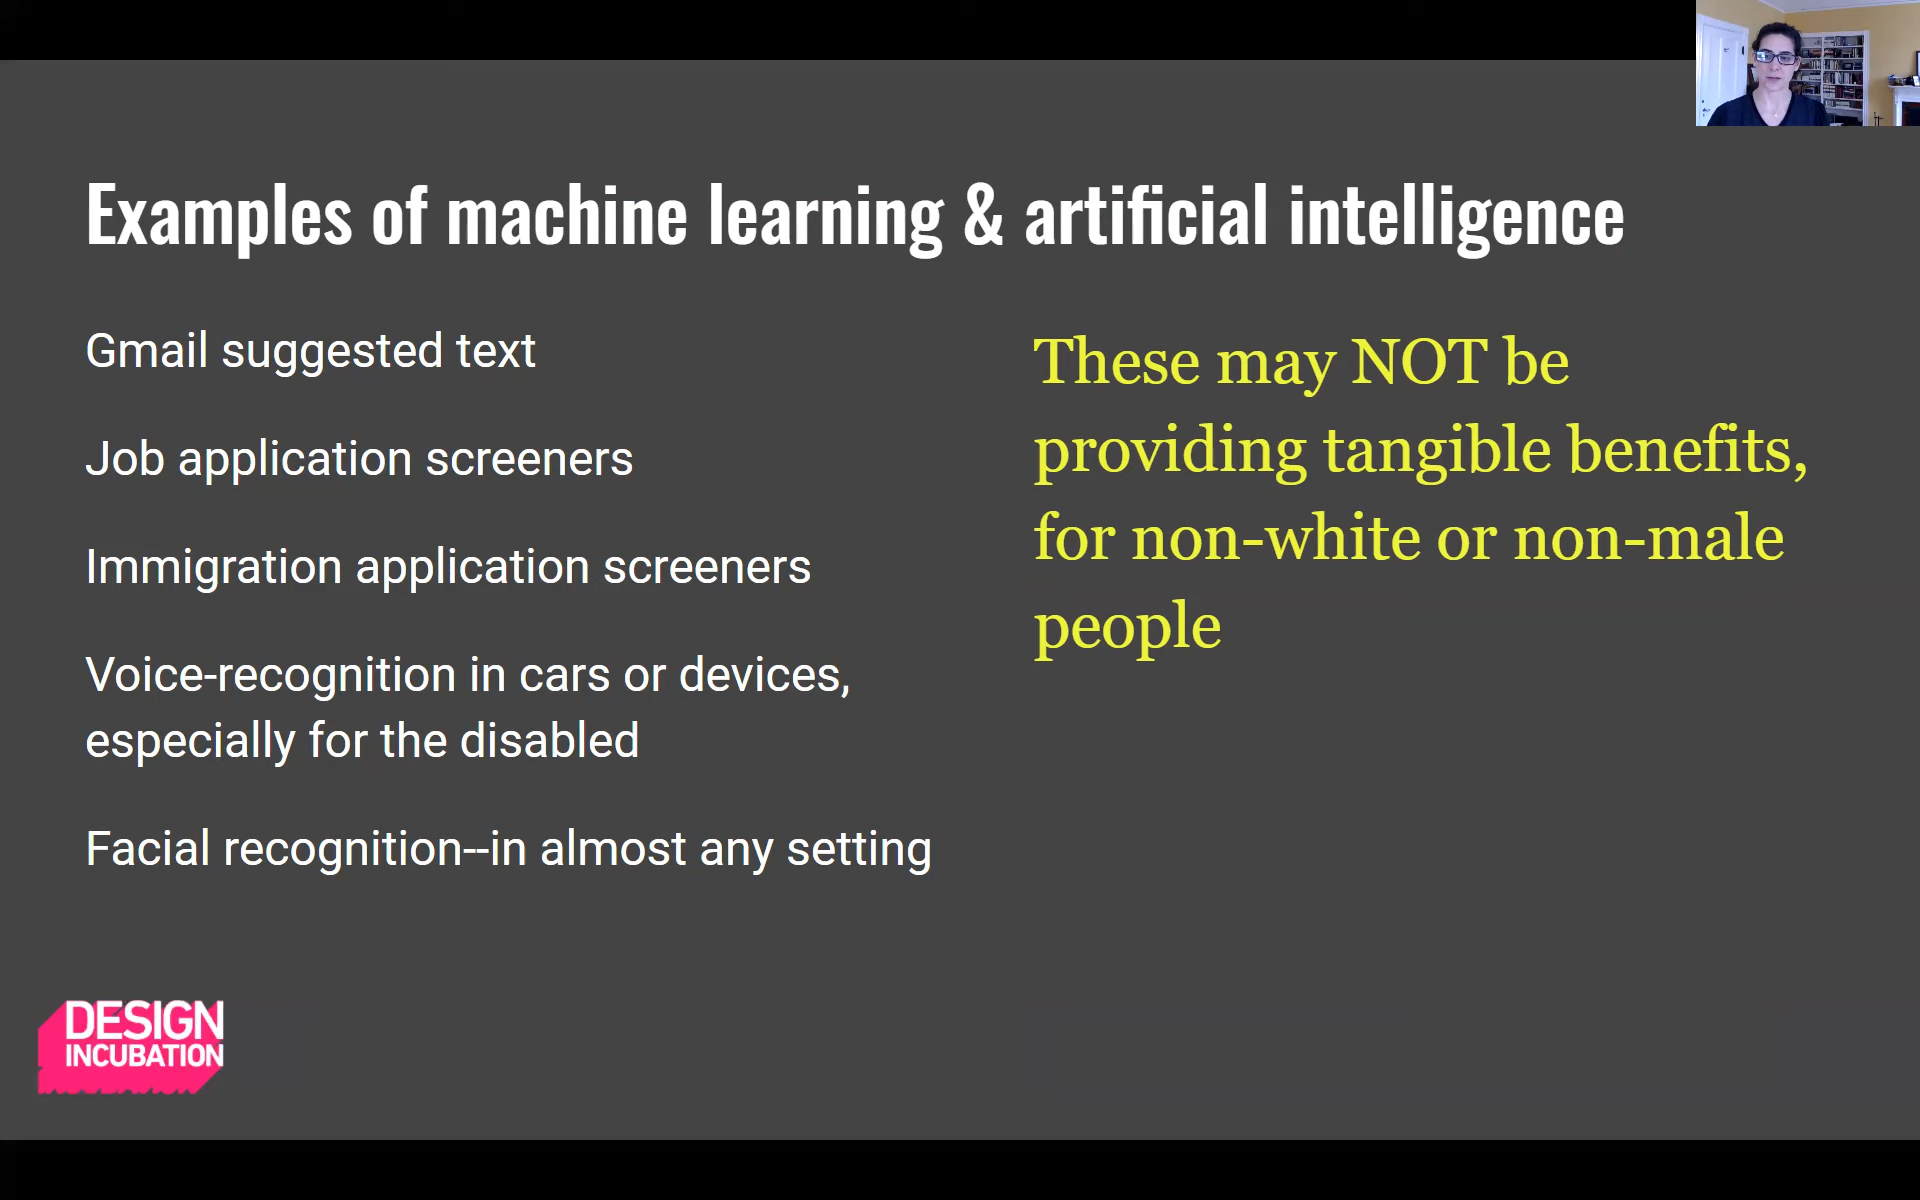 Examples of machine learning & artificial intelligence
Gmail suggested text
Job application screeners
Immigration application screeners
Voice-recognition in cars or devices,
especially for the disabled
Facial recognition--in almost any setting
These may NOT be
providing tangible benefits,
for non-white or non-male
people
DESIGN
INCUBATION